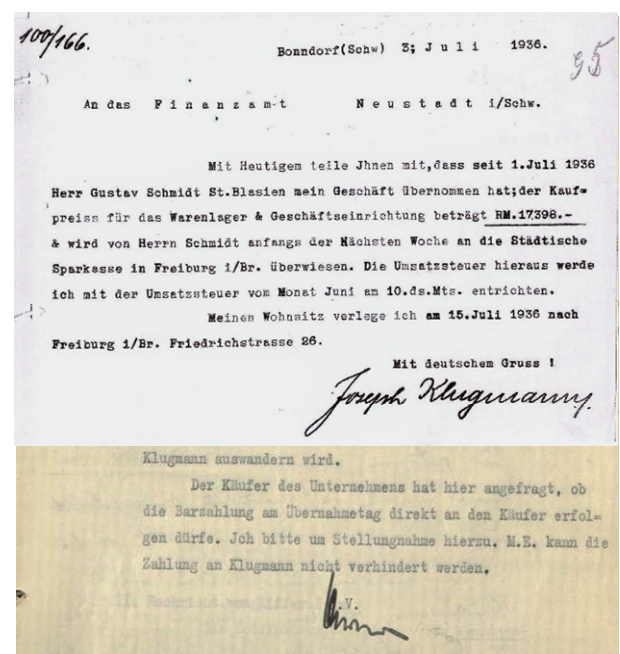 100/166.
Bonndorf(Schw) 3; J u l i 1936.
95
An das F i n a n z a m t N e u s t a d t i/Schw.
Mit Heutigem teile Jhnen mit,dass seit 1.Juli 1936
Herr Gustav Schmidt St.Blasien mein Geschäft übernommen hat;der Kauf=
preiss für das Warenlager & Geschäftseinrichtung beträgt RM.17,398.-
& wird von Herrn Schmidt anfangs der Nächsten Woche an die Städtische
Sparkasse in Freiburg i/Br. überwiesen. Die Umsatzsteuer hieraus werde
ich mit der Umsatzsteuer vom Monat Juni am 10.ds.Mts. entrichten.
Meinen Wohnsitz verlege ich am 15.Juli 1936 nach
Freiburg i/Br. Friedrichstrasse 26.
Mit deutschem Gruss !
Joseph Klugmann.
Klugmann auswandern wird.
Der Käufer des Unternehmens hat hier angefragt, ob
die Barzahlung am Übernahmetag direkt an den Käufer erfol=
gen dürfe. Jch bitte um Stellungnahme hierzu. M.E. kann die
Zahlung an Klugmann nicht verhindert werden.
.V.